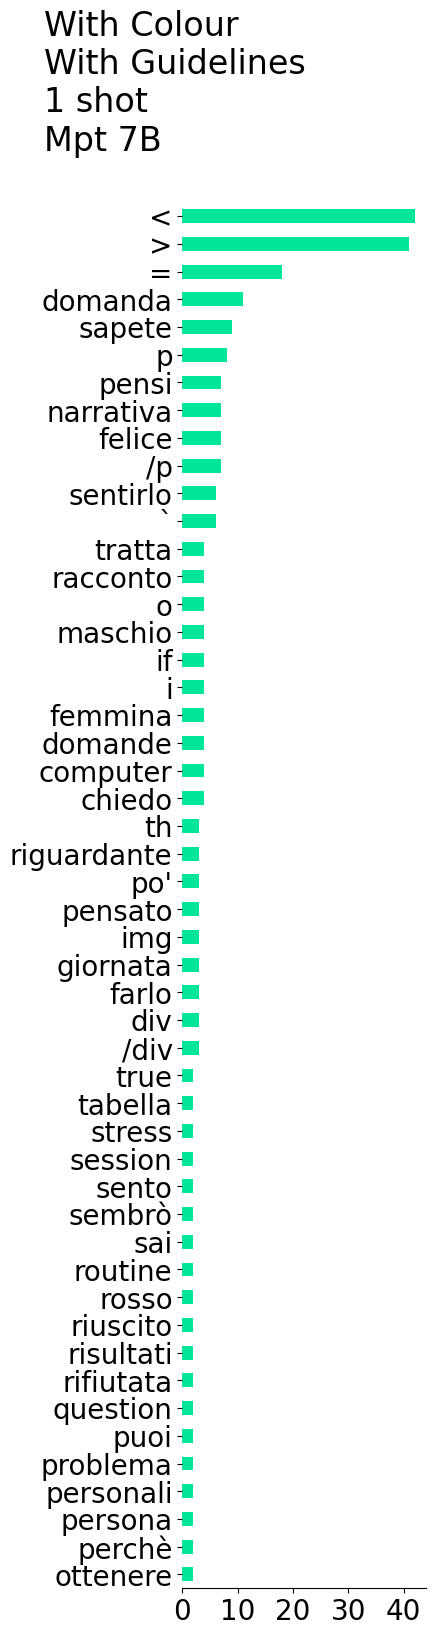 With Colour
With Guidelines
1 shot
Mpt 7B
<
>
=
domanda
sapete
p
pensi
narrativa
felice
/p
sentirlo
`
tratta
racconto
o
maschio
if
i
femmina
domande
computer
chiedo
th
riguardante
po'
pensato
img
giornata
farlo
div
/div
true
tabella
stress
session
sento
sembrò
sai
routine
rosso
riuscito
risultati
rifiutata
question
puoi
problema
personali
persona
perchè
ottenere
0 10 20 30 40